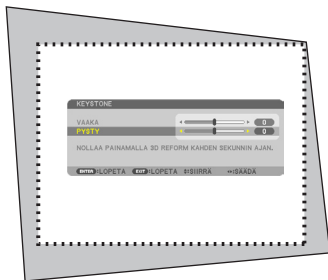 KEYSTONE
VAAKA 0
PYSTY 0
NOLLAA PAINAMALLA 3D REFORM KAHDEN SEKUNNIN AJAN.
ENTER :LOPETA EXIT :LOPETA ↕:SIIRRÄ ↔:SÄÄDÄ